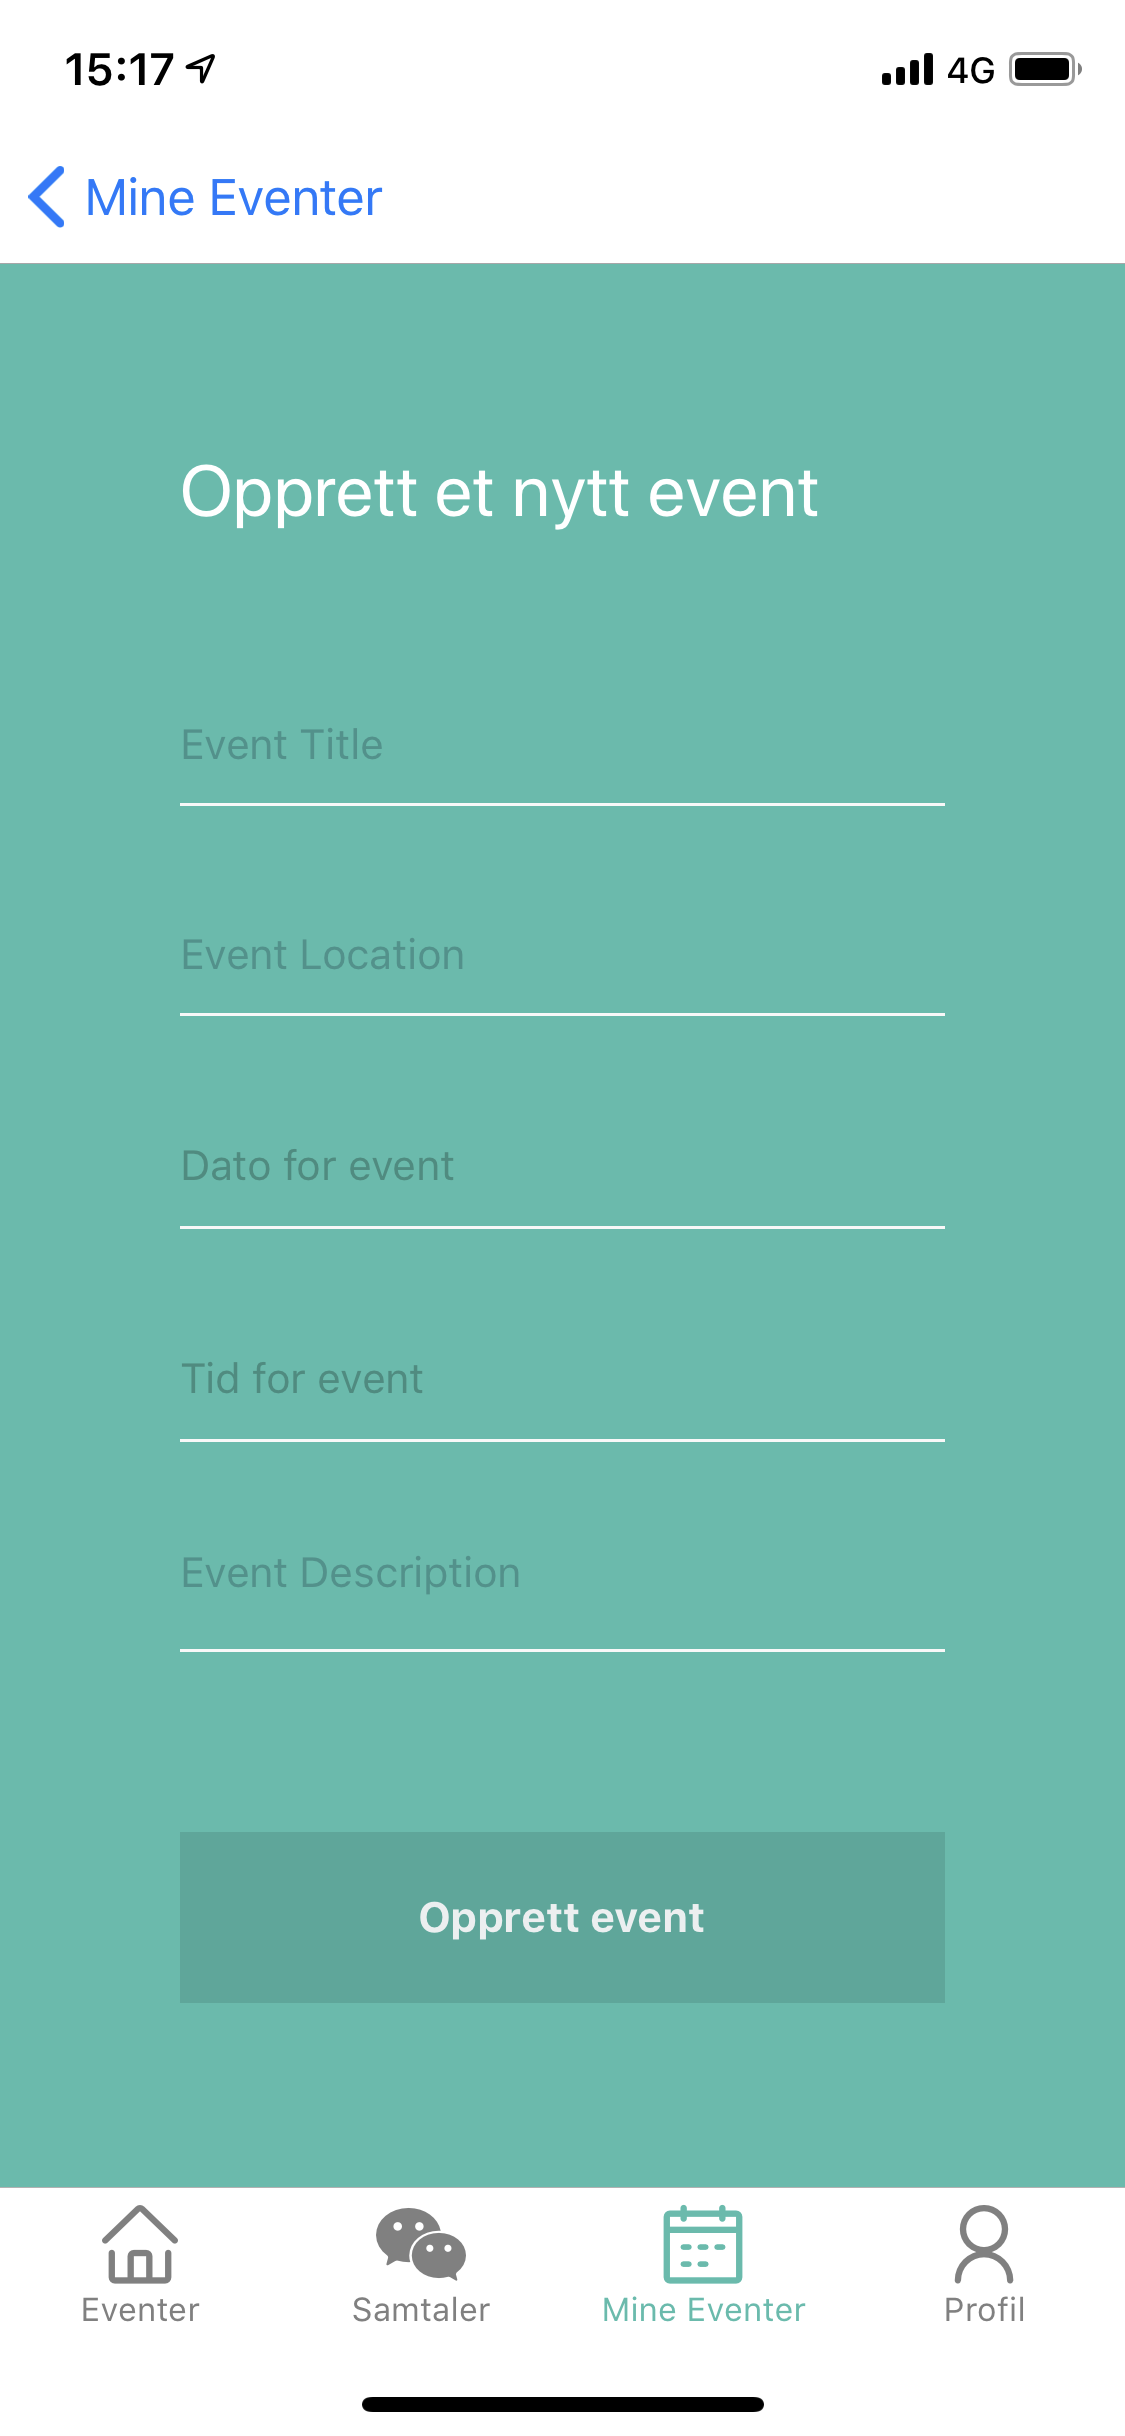 15:17
4G
Mine Eventer
Opprett et nytt event
Event Title
Event Location
Dato for event
Tid for event
Event Description
Opprett event
Eventer
Samtaler
Mine Eventer
Profil